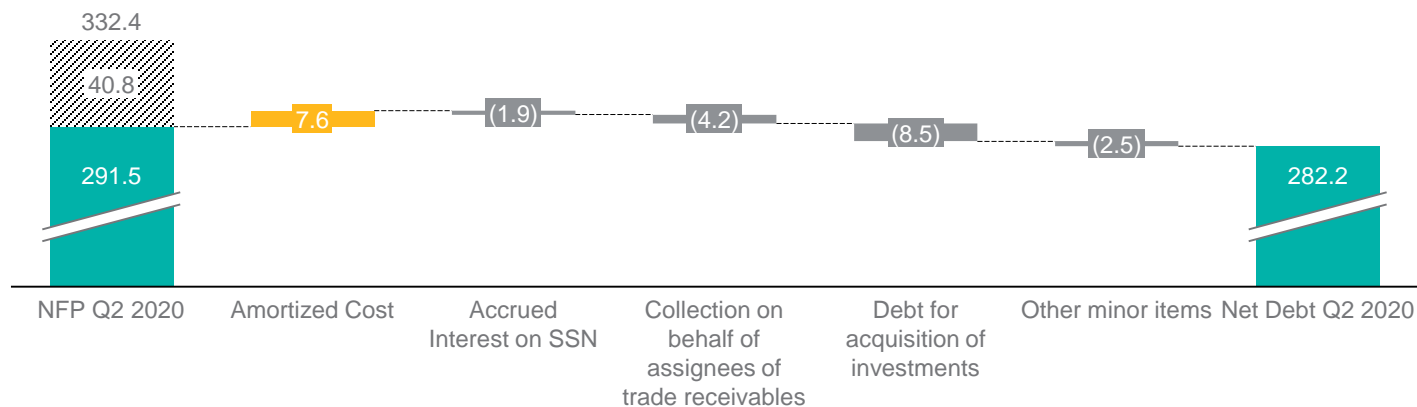 332.4
40.8
291.5
7.6
(1.9)
(4.2)
(8.5)
(2.5)
282.2
NFP Q2 2020
Amortized Cost
Accrued
Interest on SSN
Collection on
behalf of
assignees of
trade receivables
Debt for
acquisition of
investments
Other minor items
Net Debt Q2 2020